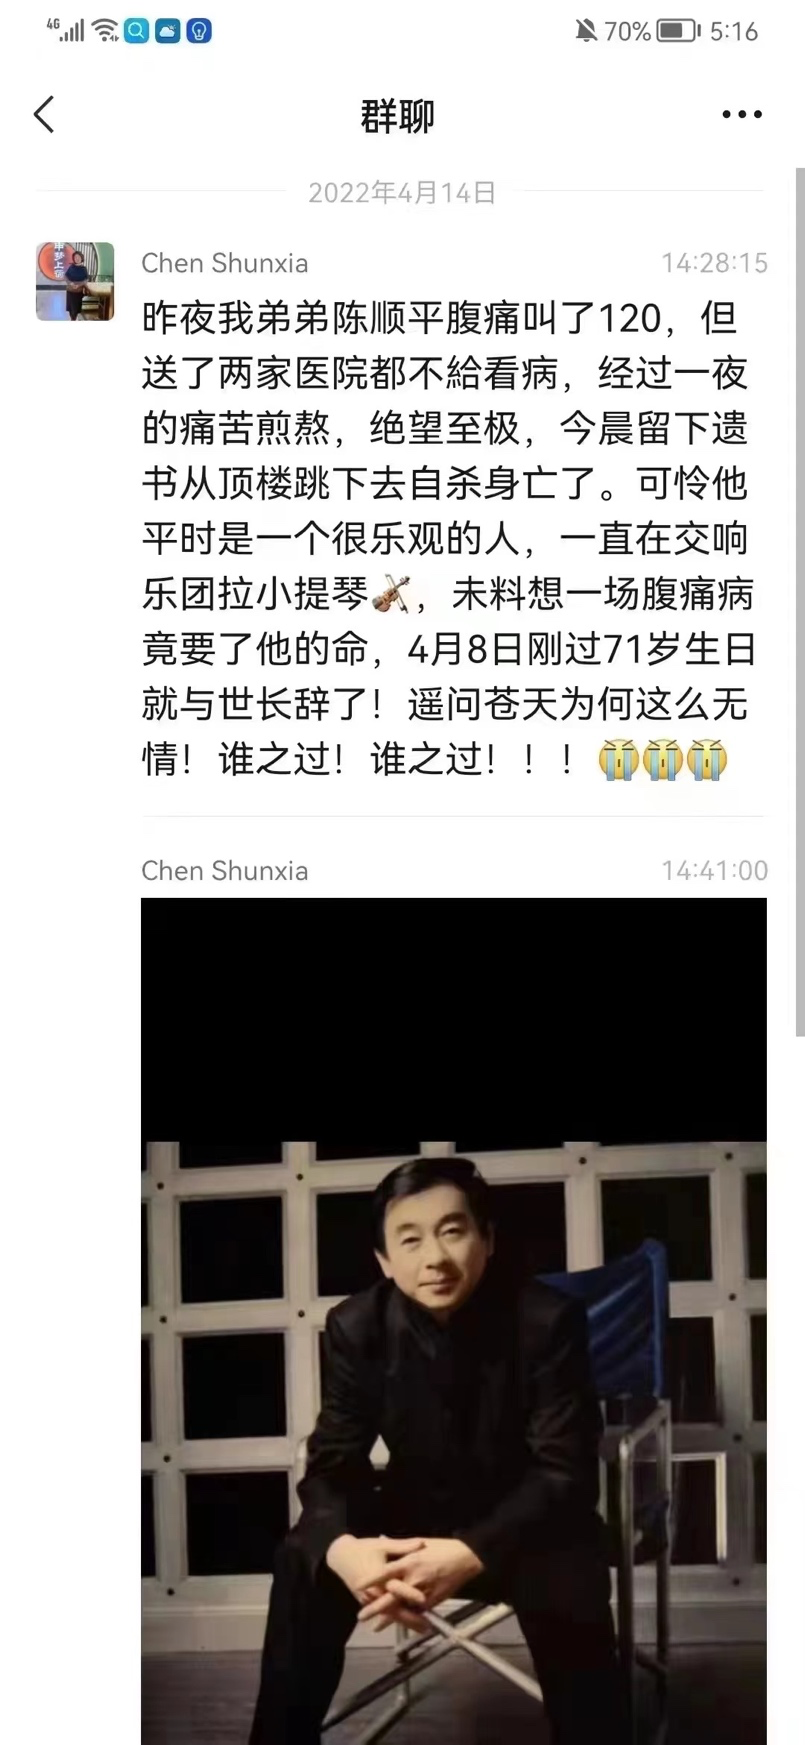 4G 70% 5:16
群聊
2022年4月14日
Chen Shunxia 14:28:15
昨夜我弟弟陈顺平腹痛叫了120，但
送了两家医院都不給看病，经过一夜
的痛苦煎熬，绝望至极，今晨留下遗
书从顶楼跳下去自杀身亡了。可怜他
平时是一个很乐观的人，一直在交响
乐团拉小提琴🎻，未料想一场腹痛病
竟要了他的命，4月8日刚过71岁生日
就与世长辞了！遥问苍天为何这么无
情！谁之过！谁之过！！！😭😭😭
Chen Shunxia 14:41:00